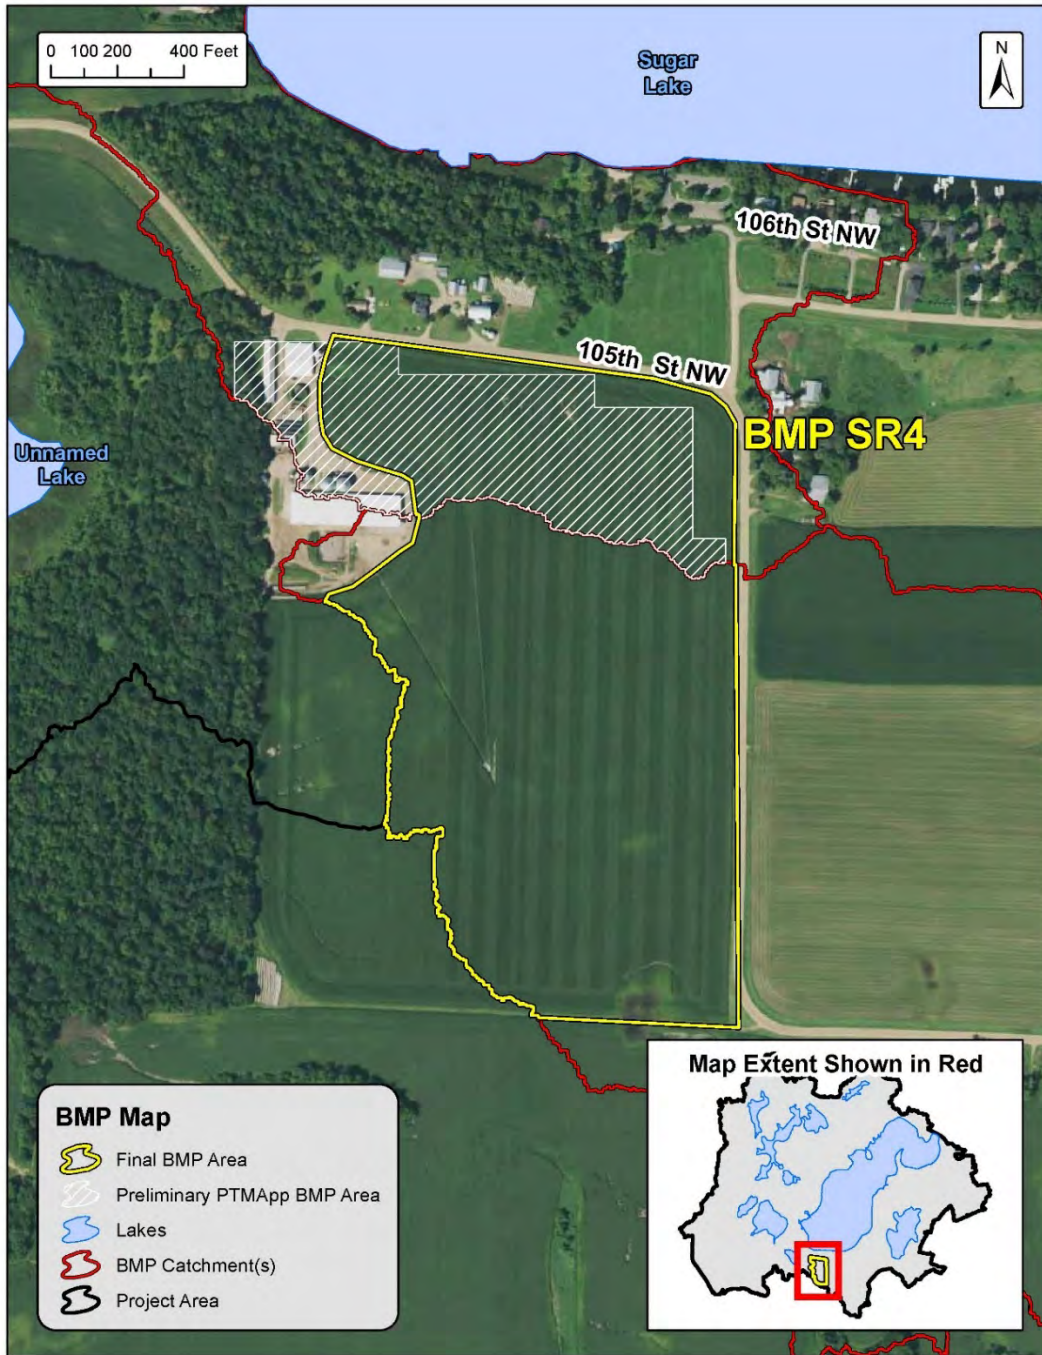 0 100 200 400 Feet
Sugar
Lake
N
106th St NW
105th St NW
BMP SR4
Unnamed
Lake
BMP Map
Final BMP Area
Preliminary PTMApp BMP Area
Lakes
BMP Catchment(s)
Project Area
Map Extent Shown in Red